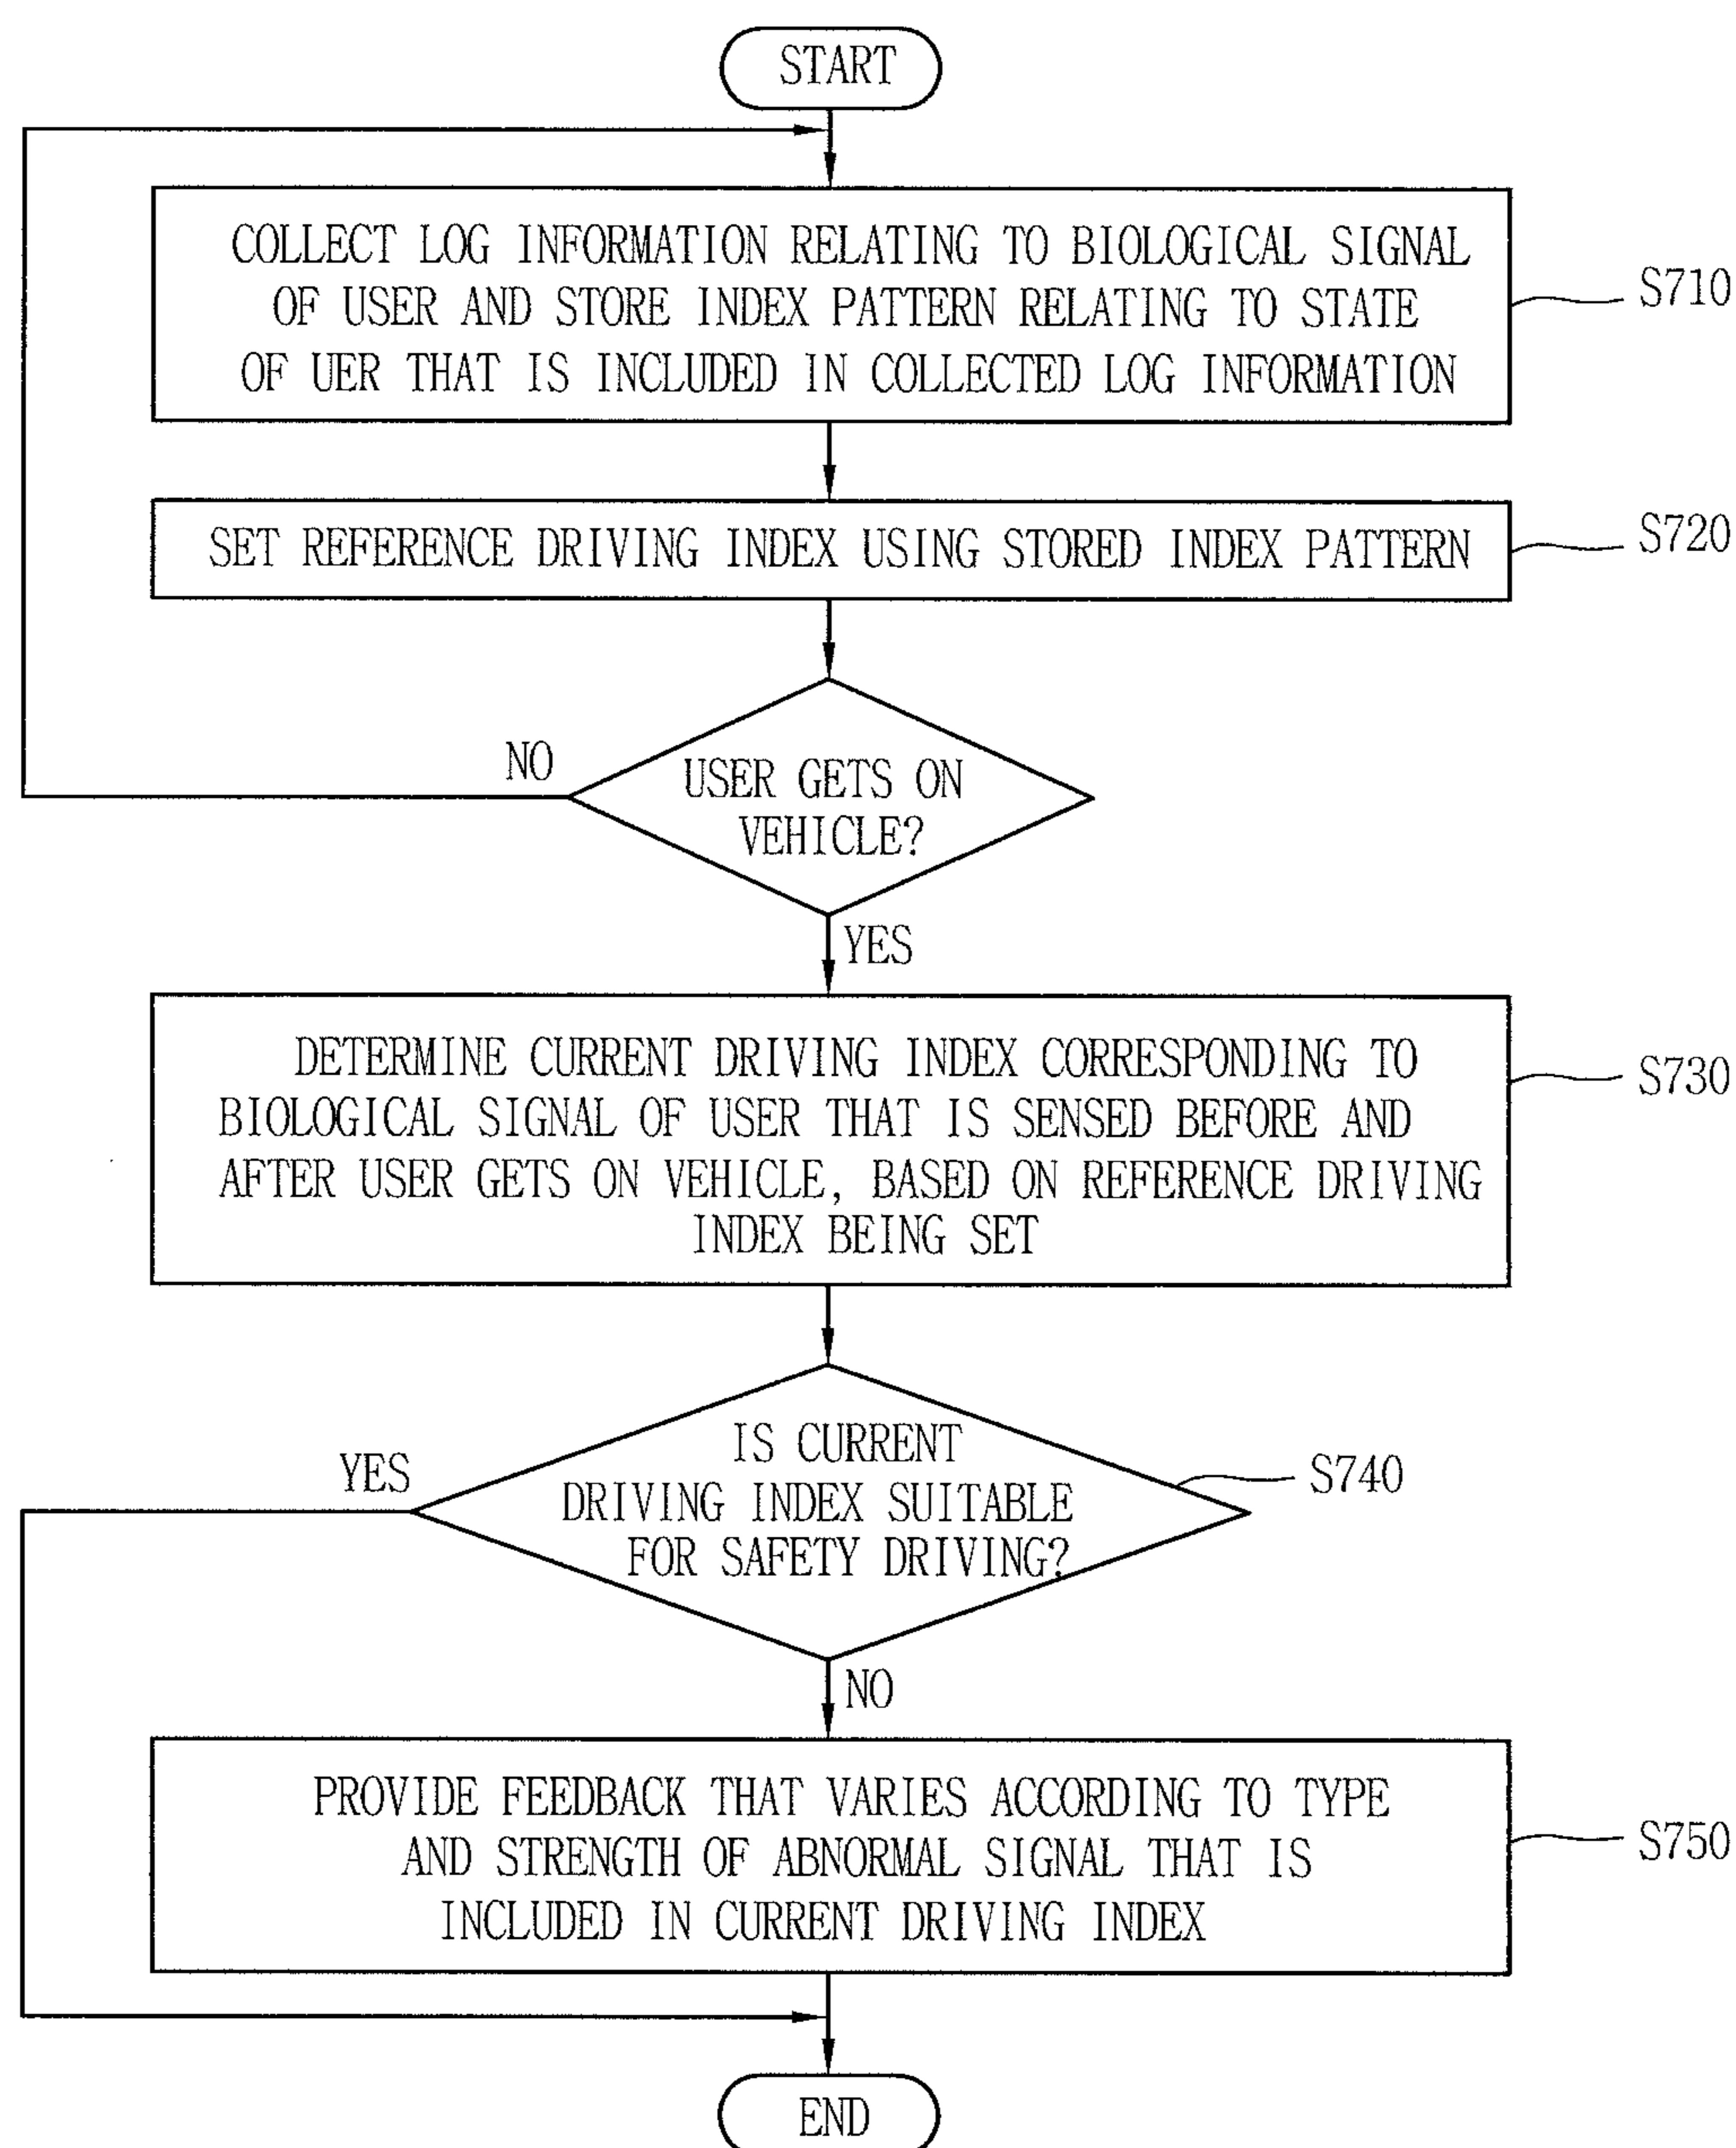 START
COLLECT LOG INFORMATION RELATING TO BIOLOGICAL SIGNAL
OF USER AND STORE INDEX PATTERN RELATING TO STATE
OF UER THAT IS INCLUDED IN COLLECTED LOG INFORMATION
S710
SET REFERENCE DRIVING INDEX USING STORED INDEX PATTERN
S720
NO
USER GETS ON
VEHICLE?
YES
DETERMINE CURRENT DRIVING INDEX CORRESPONDING TO
BIOLOGICAL SIGNAL OF USER THAT IS SENSED BEFORE AND
AFTER USER GETS ON VEHICLE, BASED ON REFERENCE DRIVING
INDEX BEING SET
S730
YES
IS CURRENT
DRIVING INDEX SUITABLE
FOR SAFETY DRIVING?
S740
NO
PROVIDE FEEDBACK THAT VARIES ACCORDING TO TYPE
AND STRENGTH OF ABNORMAL SIGNAL THAT IS
INCLUDED IN CURRENT DRIVING INDEX
S750
END